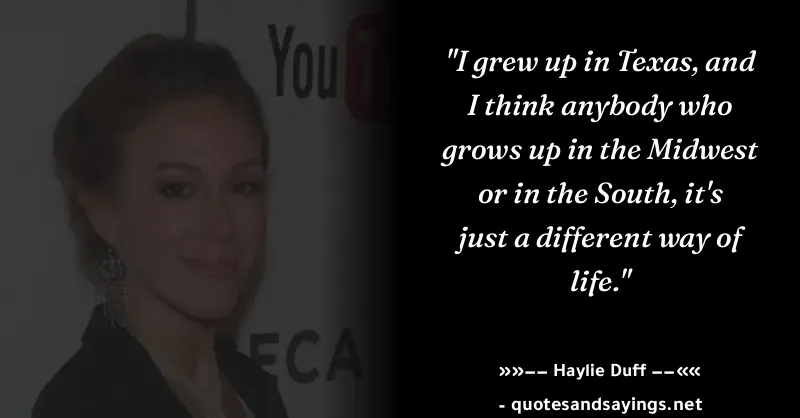 YouT
ECA
"I grew up in Texas, and
I think anybody who
grows up in the Midwest
or in the South, it's
just a different way of
life."
»»—— Haylie Duff ——««
- quotesandsayings.net